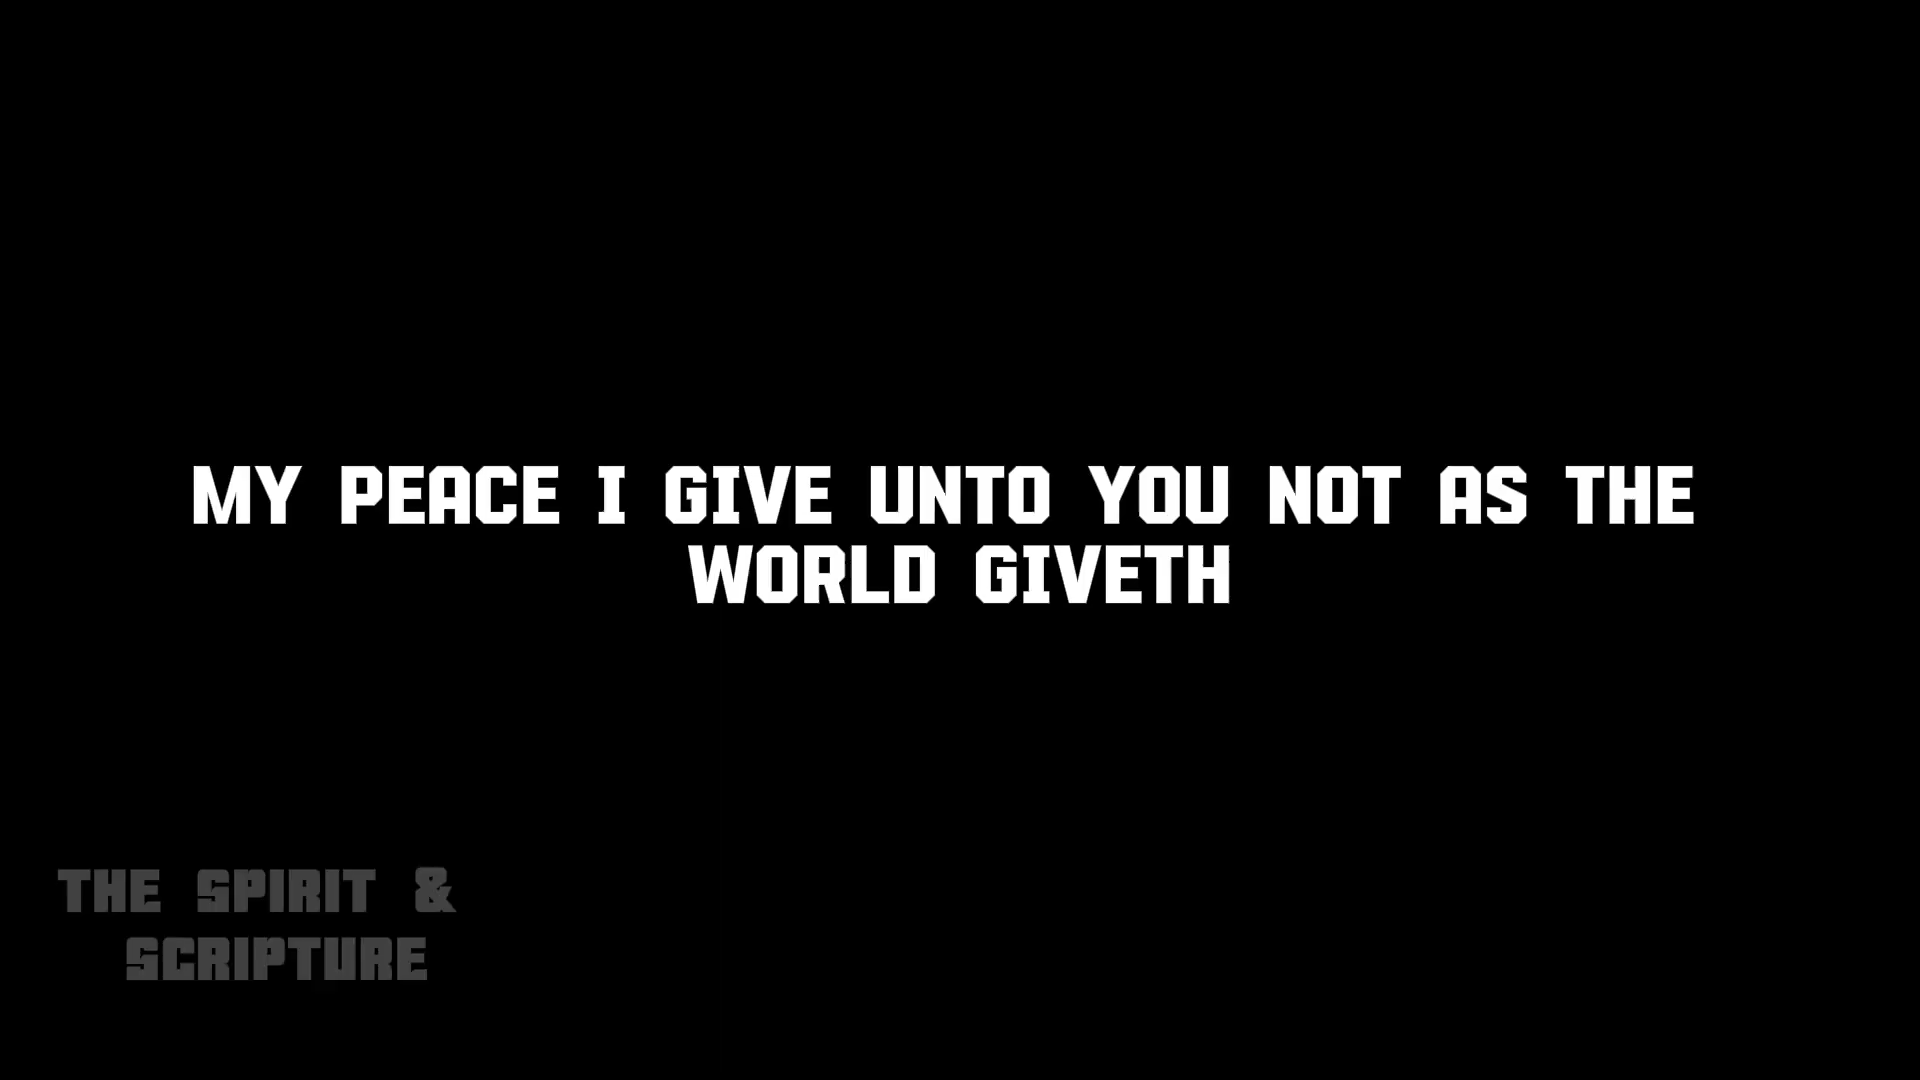 MY PEACE I GIVE UNTO YOU NOT AS THE
WORLD GIVETH
THE SPIRIT &
SCRIPTURE